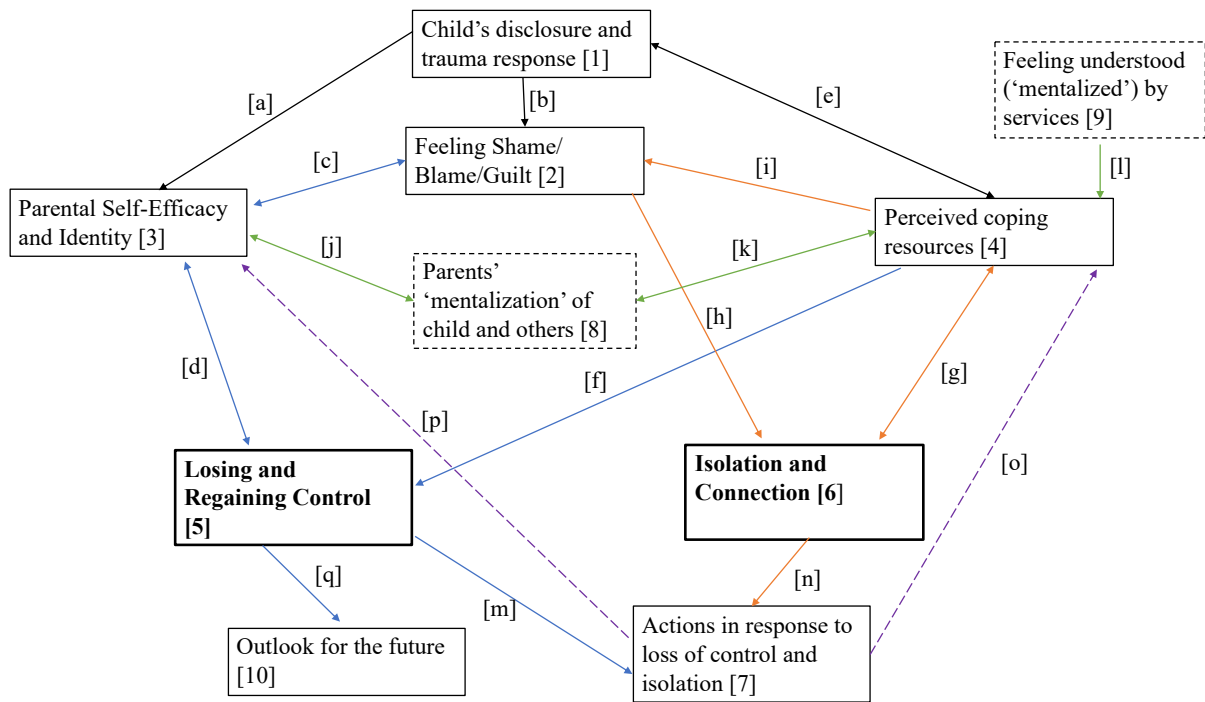 Child’s disclosure and
trauma response [1]
Feeling understood
(‘mentalized’) by
services [9]
[a]
[b]
[e]
Feeling Shame/
Blame/Guilt [2]
[c]
[i]
[l]
Parental Self-Efficacy
and Identity [3]
Perceived coping
resources [4]
[j]
[k]
Parents’
‘mentalization’ of
child and others [8]
[h]
[d]
[f]
[g]
[p]
[o]
Losing and
Regaining Control
[5]
Isolation and
Connection [6]
[q]
[m]
[n]
Outlook for the future
[10]
Actions in response to
loss of control and
isolation [7]